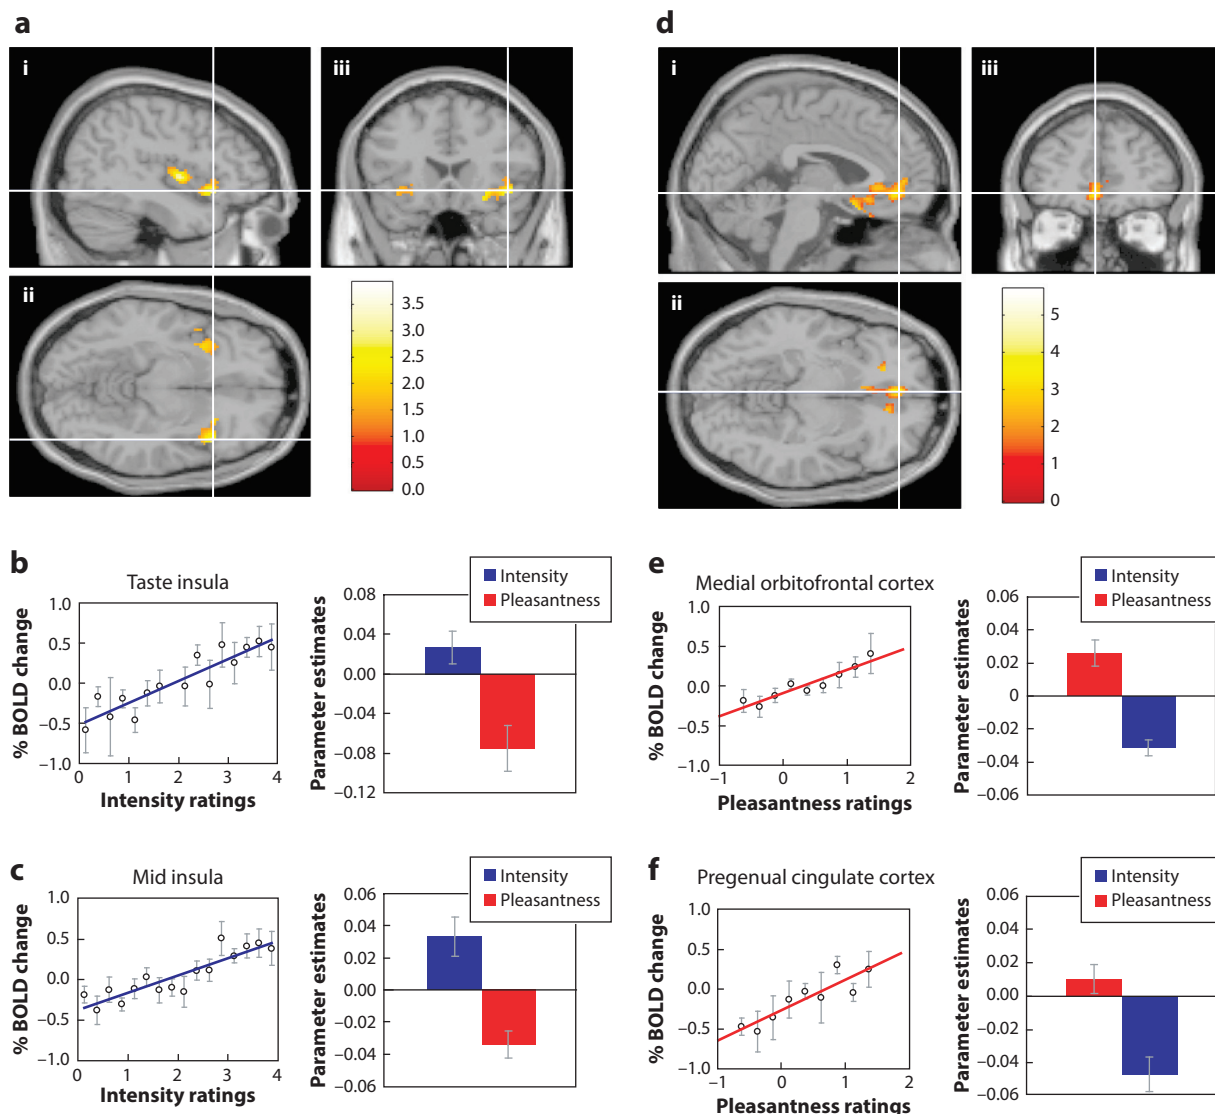 a
i
iii
ii
3.5
3.0
2.5
2.0
1.5
1.0
0.5
0.0
d
i
iii
ii
5
4
3
2
1
0
b
Taste insula
% BOLD change
1.0
0.5
0.0
–0.5
–1.0
0 1 2 3 4
Intensity ratings
Intensity
Pleasantness
Parameter estimates
0.08
0.04
0.00
–0.04
–0.08
–0.12
e
Medial orbitofrontal cortex
% BOLD change
1.0
0.5
0.0
–0.5
–1.0
–1 0 1 2
Pleasantness ratings
Intensity
Pleasantness
Parameter estimates
0.06
0.04
0.02
0
–0.02
–0.04
–0.06
c
Mid insula
% BOLD change
1.0
0.5
0.0
–0.5
–1.0
0 1 2 3 4
Intensity ratings
Intensity
Pleasantness
Parameter estimates
0.06
0.04
0.02
0.00
–0.02
–0.04
0.06
f
Pregenual cingulate cortex
% BOLD change
1.0
0.5
0.0
–0.5
–1.0
–1 0 1 2
Pleasantness ratings
Intensity
Pleasantness
Parameter estimates
0.06
0.04
0.02
0.00
–0.02
–0.04
0.06